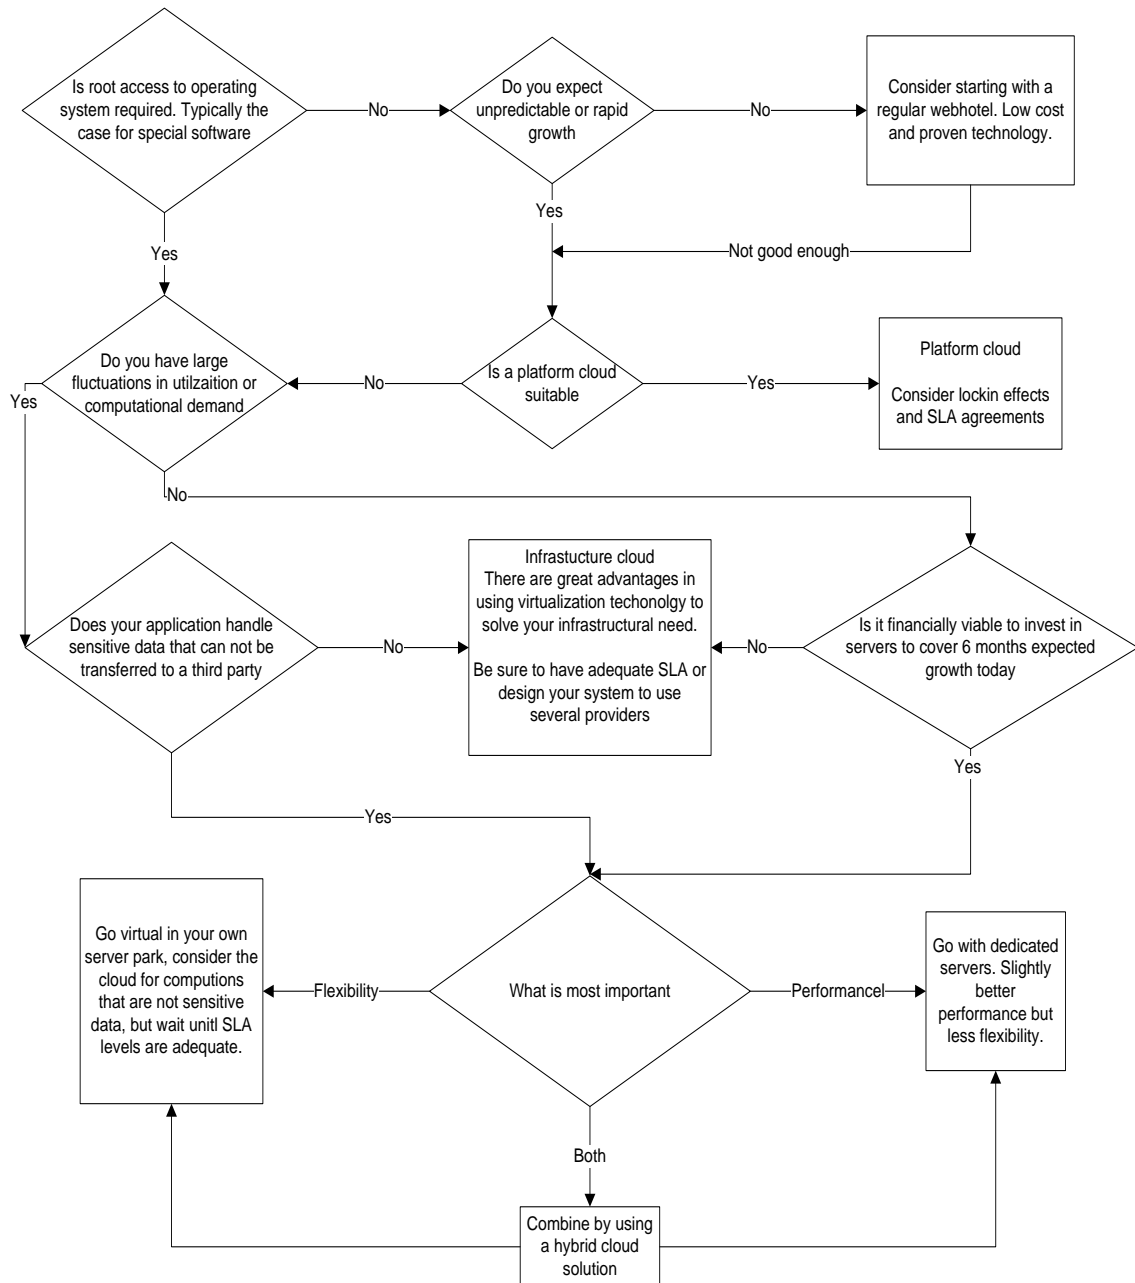 Is root access to operating
system required. Typically the
case for special software
No
Do you expect
unpredictable or rapid
growth
No
Consider starting with a
regular webhotel. Low cost
and proven technology.
Yes
Yes
Not good enough
Do you have large
fluctuations in utilzaition or
computational demand
No
Is a platform cloud
suitable
Yes
Platform cloud
Consider lockin effects
and SLA agreements
Yes
No
Does your application handle
sensitive data that can not be
transferred to a third party
No
Infrastucture cloud
There are great advantages in
using virtualization techonolgy to
solve your infrastructural need.
Be sure to have adequate SLA or
design your system to use
several providers
No
Is it financially viable to invest in
servers to cover 6 months expected
growth today
Yes
Yes
Go virtual in your own
server park, consider the
cloud for computions
that are not sensitive
data, but wait unitl SLA
levels are adequate.
Flexibility
What is most important
Performancel
Go with dedicated
servers. Slightly
better
performance but
less flexibility.
Both
Combine by using
a hybrid cloud
solution